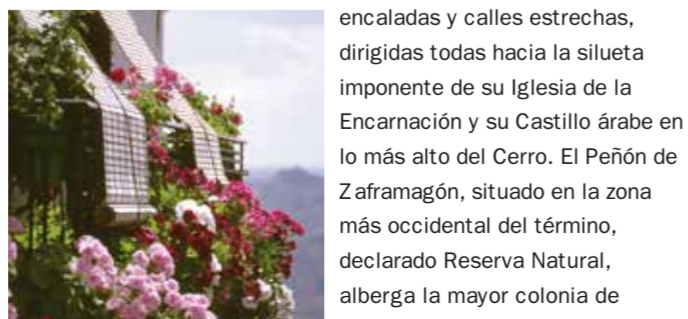 encaladas y calles estrechas,
dirigidas todas hacia la silueta
imponente de su Iglesia de la
Encarnación y su Castillo árabe en
lo más alto del Cerro. El Peñón de
Zaframagón, situado en la zona
más occidental del término,
declarado Reserva Natural,
alberga la mayor colonia de